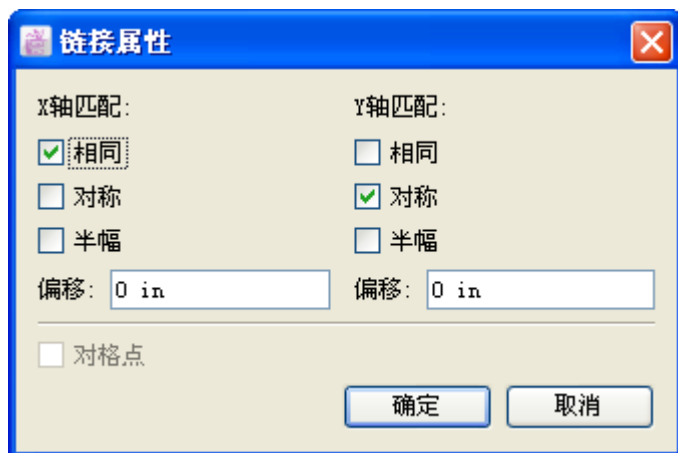 链接属性
X轴匹配: Y轴匹配:
相同 相同
对称 对称
半幅 半幅
偏移: 0 in 偏移: 0 in
对格点
确定 取消